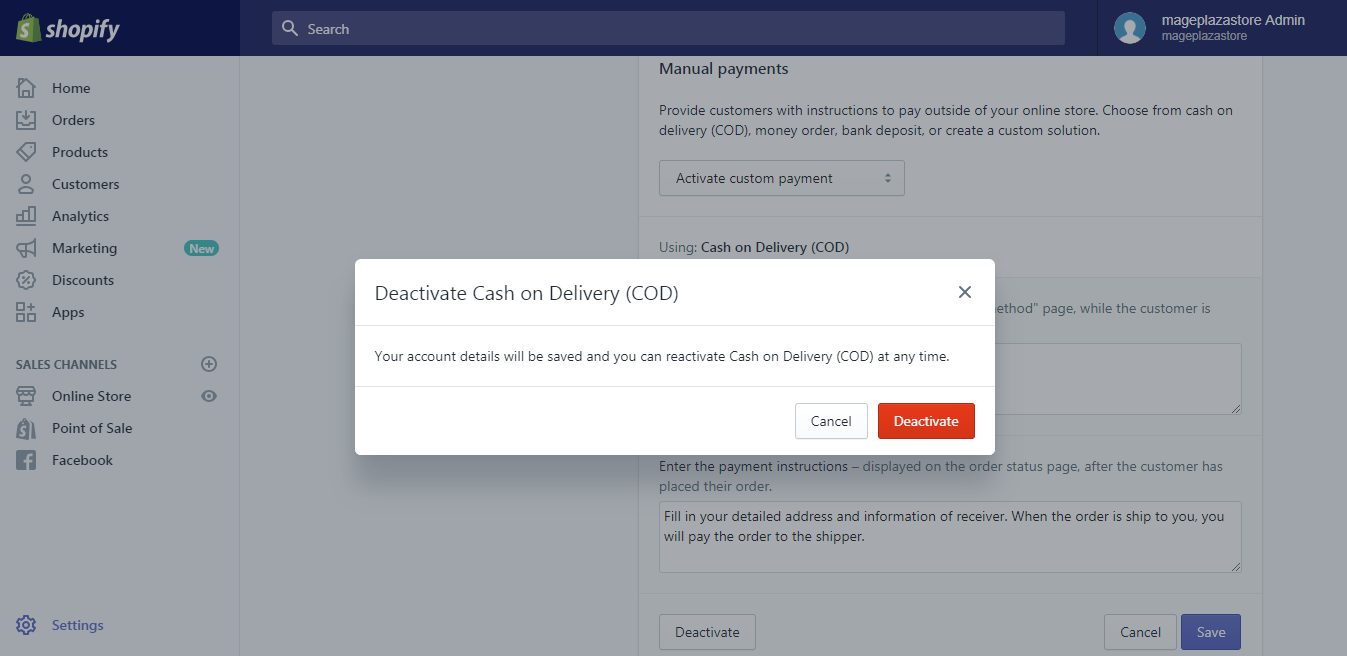 shopify
Search
mageplazastore Admin
mageplazastore
Home
Orders
Products
Customers
Analytics
Marketing New
Discounts
Apps
SALES CHANNELS
Online Store
Point of Sale
Facebook
Settings
Manual payments
Provide customers with instructions to pay outside of your online store. Choose from cash on
delivery (COD), money order, bank deposit, or create a custom solution.
Activate custom payment
Using: Cash on Delivery (COD)
page, while the customer is
Deactivate Cash on Delivery (COD)
Your account details will be saved and you can reactivate Cash on Delivery (COD) at any time.
Cancel Deactivate
Enter the payment instructions – displayed on the order status page, after the customer has
placed their order.
Fill in your detailed address and information of receiver. When the order is ship to you, you
will pay the order to the shipper.
Deactivate Cancel Save